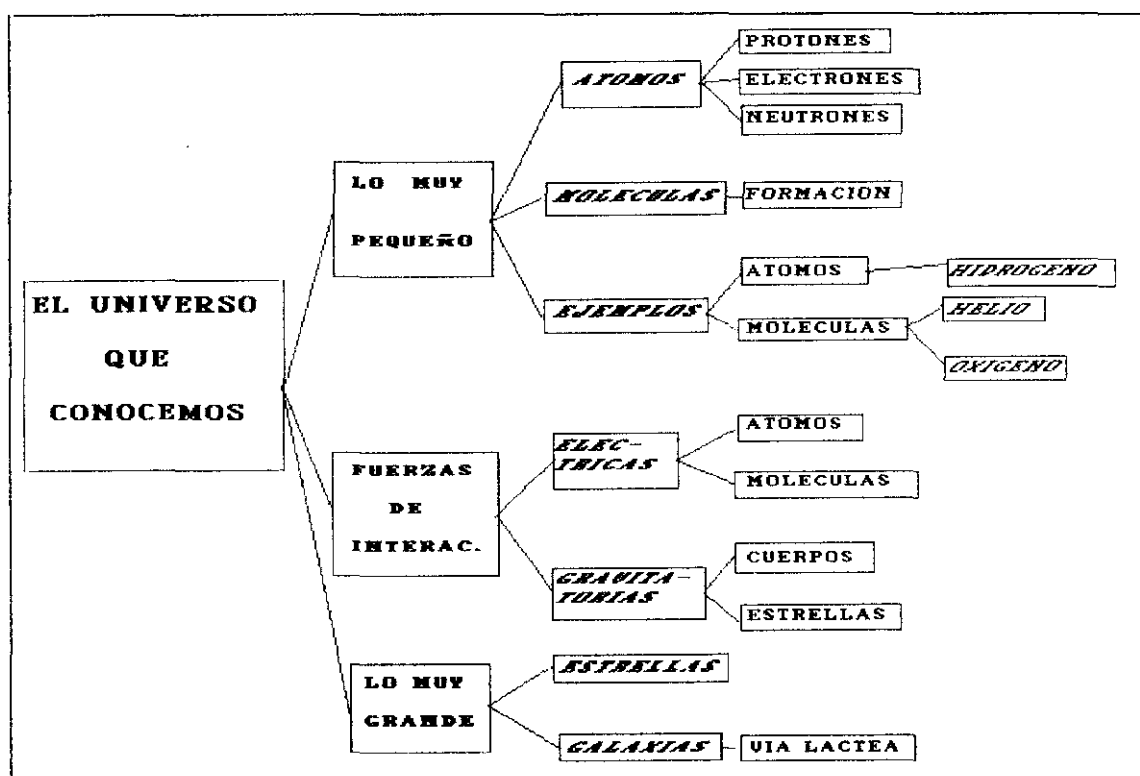 EL UNIVERSO
QUE
CONOCEMOS
LO MUY
PEQUEÑO
ATOMOS
PROTONES
ELECTRONES
NEUTRONES
MOLECULAS
FORMACION
EJEMPLOS
ATOMOS
HIDROGENO
MOLECULAS
HELIO
OXIGENO
FUERZAS
DE
INTERAC.
ELEC-
TRICAS
ATOMOS
MOLECULAS
GRAVITA-
TORIAS
CUERPOS
ESTRELLAS
LO MUY
GRANDE
ESTRELLAS
GALAXIAS
VIA LACTEA